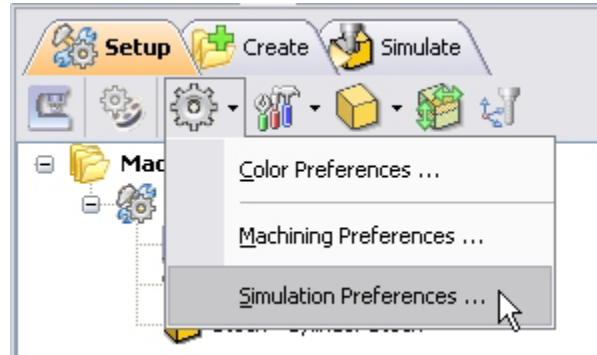 Setup Create Simulate
Mac
Color Preferences ...
Machining Preferences ...
Simulation Preferences ...